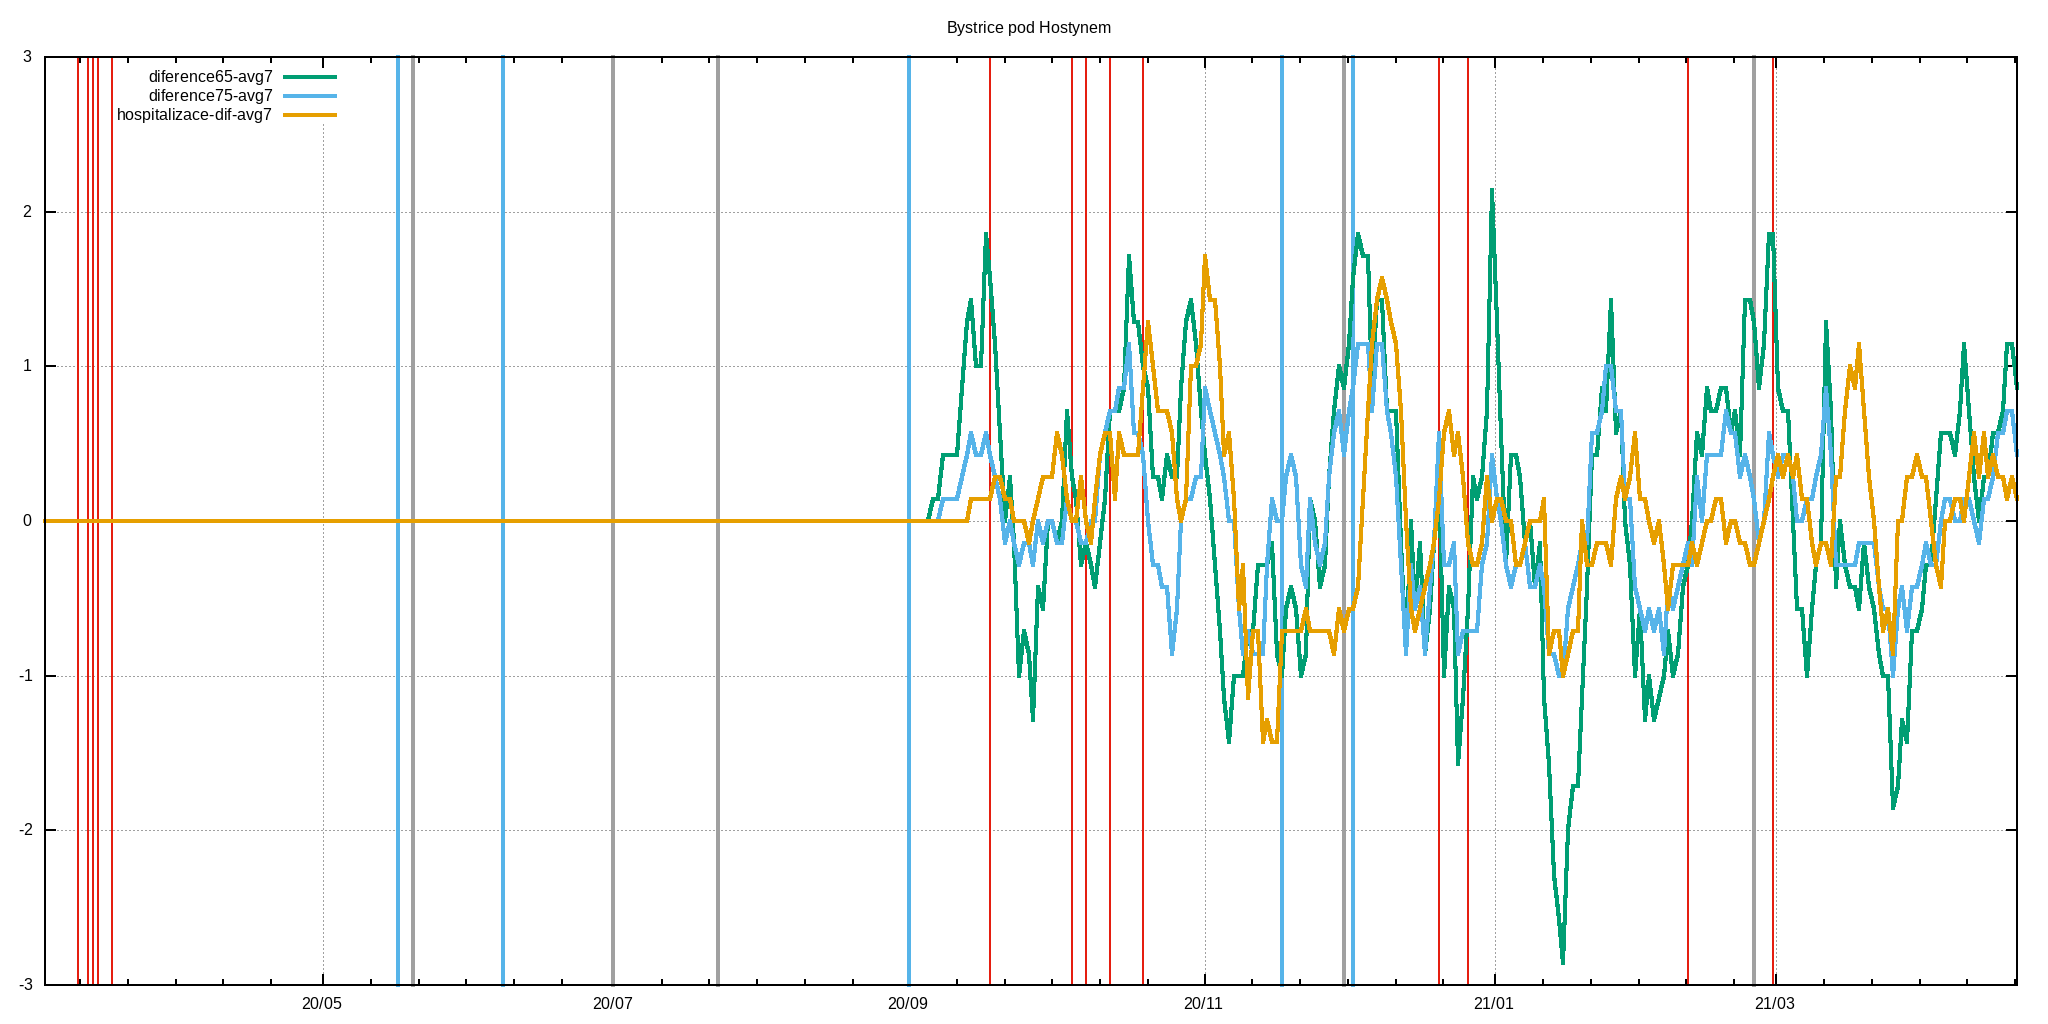 Bystrice pod Hostynem
diference65-avg7
diference75-avg7
hospitalizace-dif-avg7
3
2
1
0
-1
-2
-3
20/05 20/07 20/09 20/11 21/01 21/03